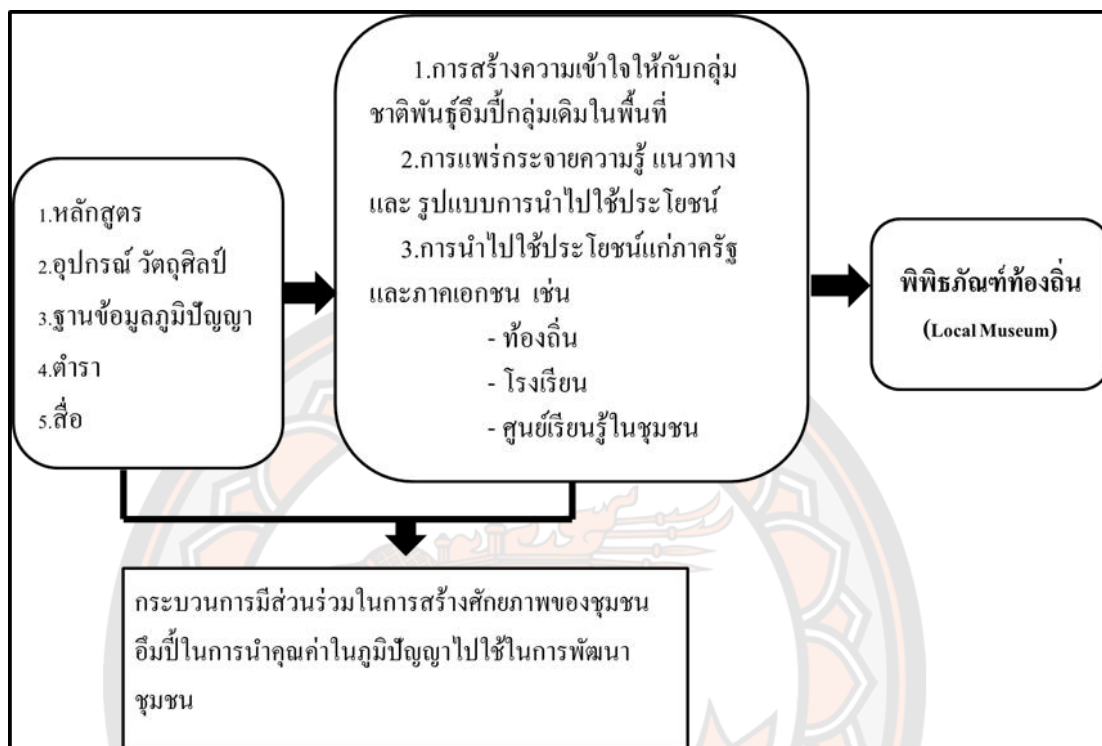 1.หลักสูตร
2.อุปกรณ์ วัตถุศิลป์
3.ฐานข้อมูลภูมิปัญญา
4.ตำรา
5.สื่อ
1.การสร้างความเข้าใจให้กับกลุ่ม
ชาติพันธุ์อึมปี้กลุ่มเดิมในพื้นที่
2.การแพร่กระจายความรู้ แนวทาง
และ รูปแบบการนำไปใช้ประโยชน์
3.การนำไปใช้ประโยชน์แก่ภาครัฐ
และภาคเอกชน เช่น
- ท้องถิ่น
- โรงเรียน
- ศูนย์เรียนรู้ในชุมชน
พิพิธภัณฑ์ท้องถิ่น
(Local Museum)
กระบวนการมีส่วนร่วมในการสร้างศักยภาพของชุมชน
อึมปี้ในการนำคุณค่าในภูมิปัญญาไปใช้ในการพัฒนา
ชุมชน